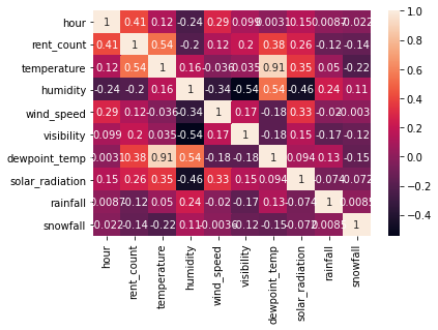 hour 1 0.41 0.12 -0.24 0.29 0.099 0.0031 0.15 0.0087 -0.022
rent_count 0.41 1 0.54 -0.2 0.12 0.2 0.38 0.26 -0.12 -0.14
temperature 0.12 0.54 1 0.16 -0.036 0.035 0.91 0.35 0.05 -0.22
humidity -0.24 -0.2 0.16 1 -0.34 -0.54 0.54 -0.46 0.24 0.11
wind_speed 0.29 0.12 -0.036 -0.34 1 0.17 -0.18 0.33 -0.02 0.003
visibility 0.099 0.2 0.035 -0.54 0.17 1 -0.18 0.15 -0.17 -0.12
dewpoint_temp 0.0031 0.38 0.91 0.54 -0.18 -0.18 1 0.094 0.13 -0.15
solar_radiation 0.15 0.26 0.35 -0.46 0.33 0.15 0.094 1 -0.074 -0.072
rainfall 0.0087 -0.12 0.05 0.24 -0.02 -0.17 0.13 -0.074 1 0.0085
snowfall -0.022 -0.14 -0.22 0.11 -0.0036 -0.12 -0.15 -0.072 0.0085 1
hour
rent_count
temperature
humidity
wind_speed
visibility
dewpoint_temp
solar_radiation
rainfall
snowfall
1.0
0.8
0.6
0.4
0.2
0.0
−0.2
−0.4